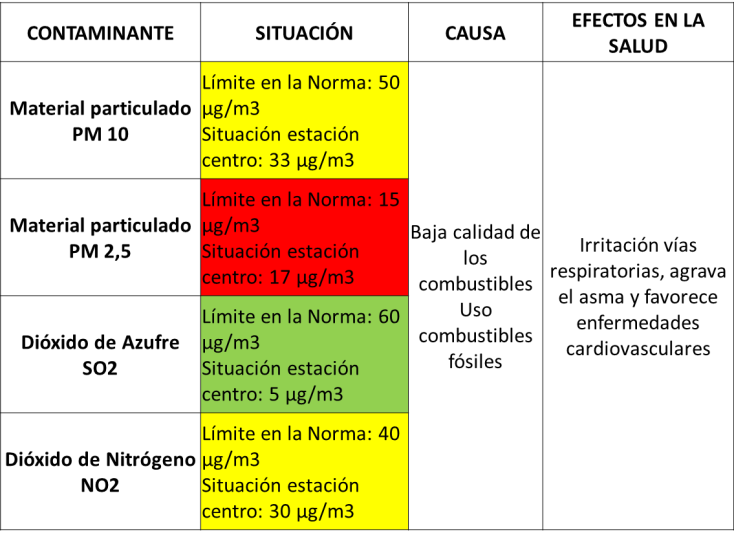 CONTAMINANTE
SITUACIÓN
CAUSA
EFECTOS EN LA
SALUD
Material particulado
PM 10
Límite en la Norma: 50
µg/m3
Situación estación
centro: 33 µg/m3
Material particulado
PM 2,5
Límite en la Norma: 15
µg/m3
Situación estación
centro: 17 µg/m3
Dióxido de Azufre
SO2
Límite en la Norma: 60
µg/m3
Situación estación
centro: 5 µg/m3
Dióxido de Nitrógeno
NO2
Límite en la Norma: 40
µg/m3
Situación estación
centro: 30 µg/m3
Baja calidad de
los
combustibles
Uso
combustibles
fósiles
Irritación vías
respiratorias, agrava
el asma y favorece
enfermedades
cardiovasculares